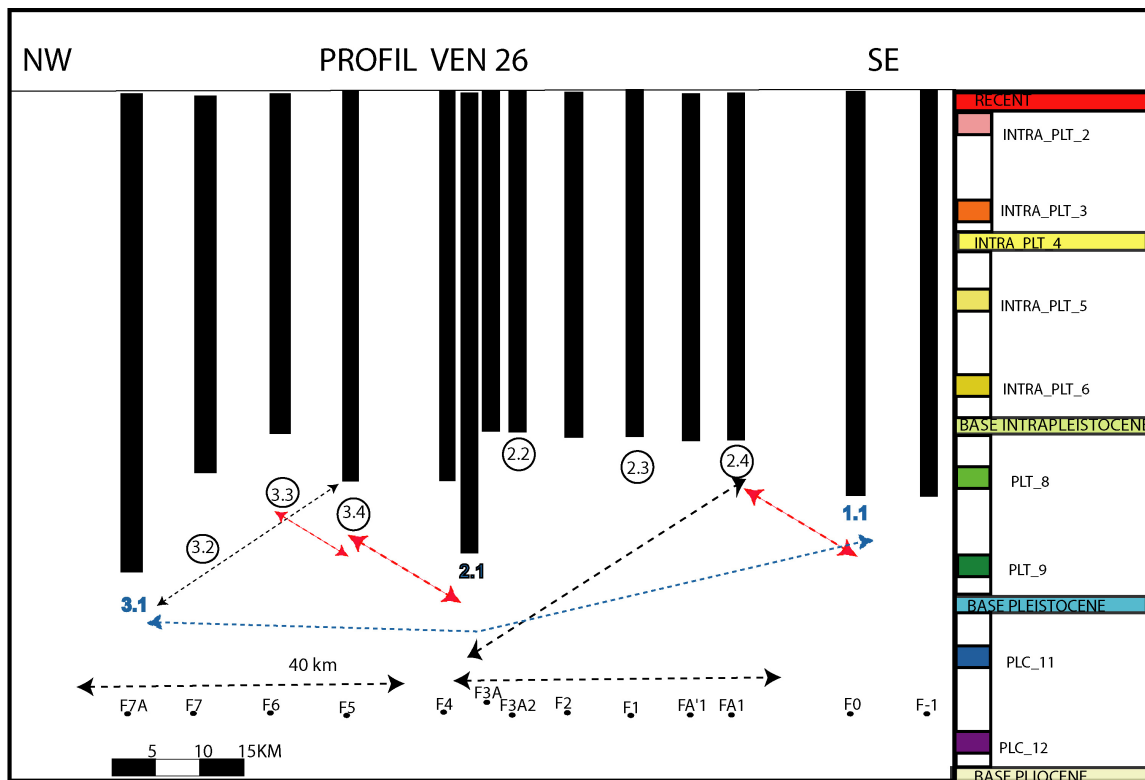 NW PROFIL VEN 26 SE
RECENT
INTRA_PLT_2
INTRA_PLT_3
INTRA PLT_4
INTRA_PLT_5
INTRA_PLT_6
BASE INTRAPLEISTOCENE
PLT_8
PLT_9
BASE PLEISTOCENE
PLC_11
PLC_12
BASE PLIOCENE
2.2 2.3 2.4
3.3
3.4 1.1
3.2
2.1
3.1
40 km
F7A F7 F6 F5 F4 F3A F3A2 F2 F1 FA'1 FA1 F0 F-1
5 10 15KM